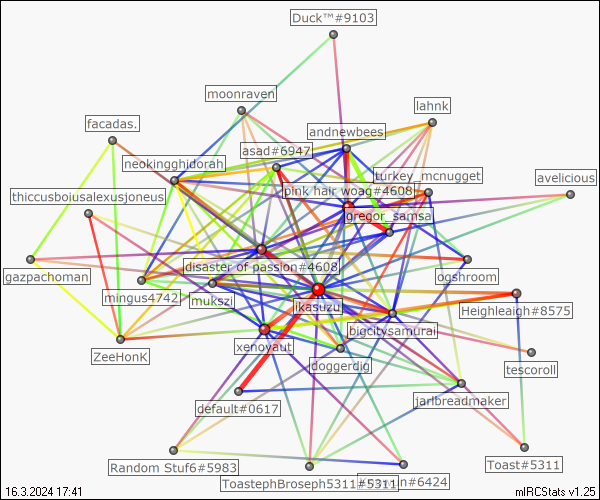 Duck™#9103
moonraven
lahnk
facadas.
andnewbees
asad#6947
neokingghidorah
turkey_mcnugget
pink hair woag#4608
avelicious
thiccusboiusalexusjoneus
gregor_samsa
disaster of passion#4608
ogshroom
gazpachoman
mingus4742
mukszi
ikasuzu
Heighleaigh#8575
bigcitysamurai
ZeeHonK
xenoyaut
doggerdig
tescoroll
default#0617
jarlbreadmaker
Random Stuf6#5983
Toast#5311
ToastephBroseph5311#5311
in#6424
16.3.2024 17:41
mIRCStats v1.25